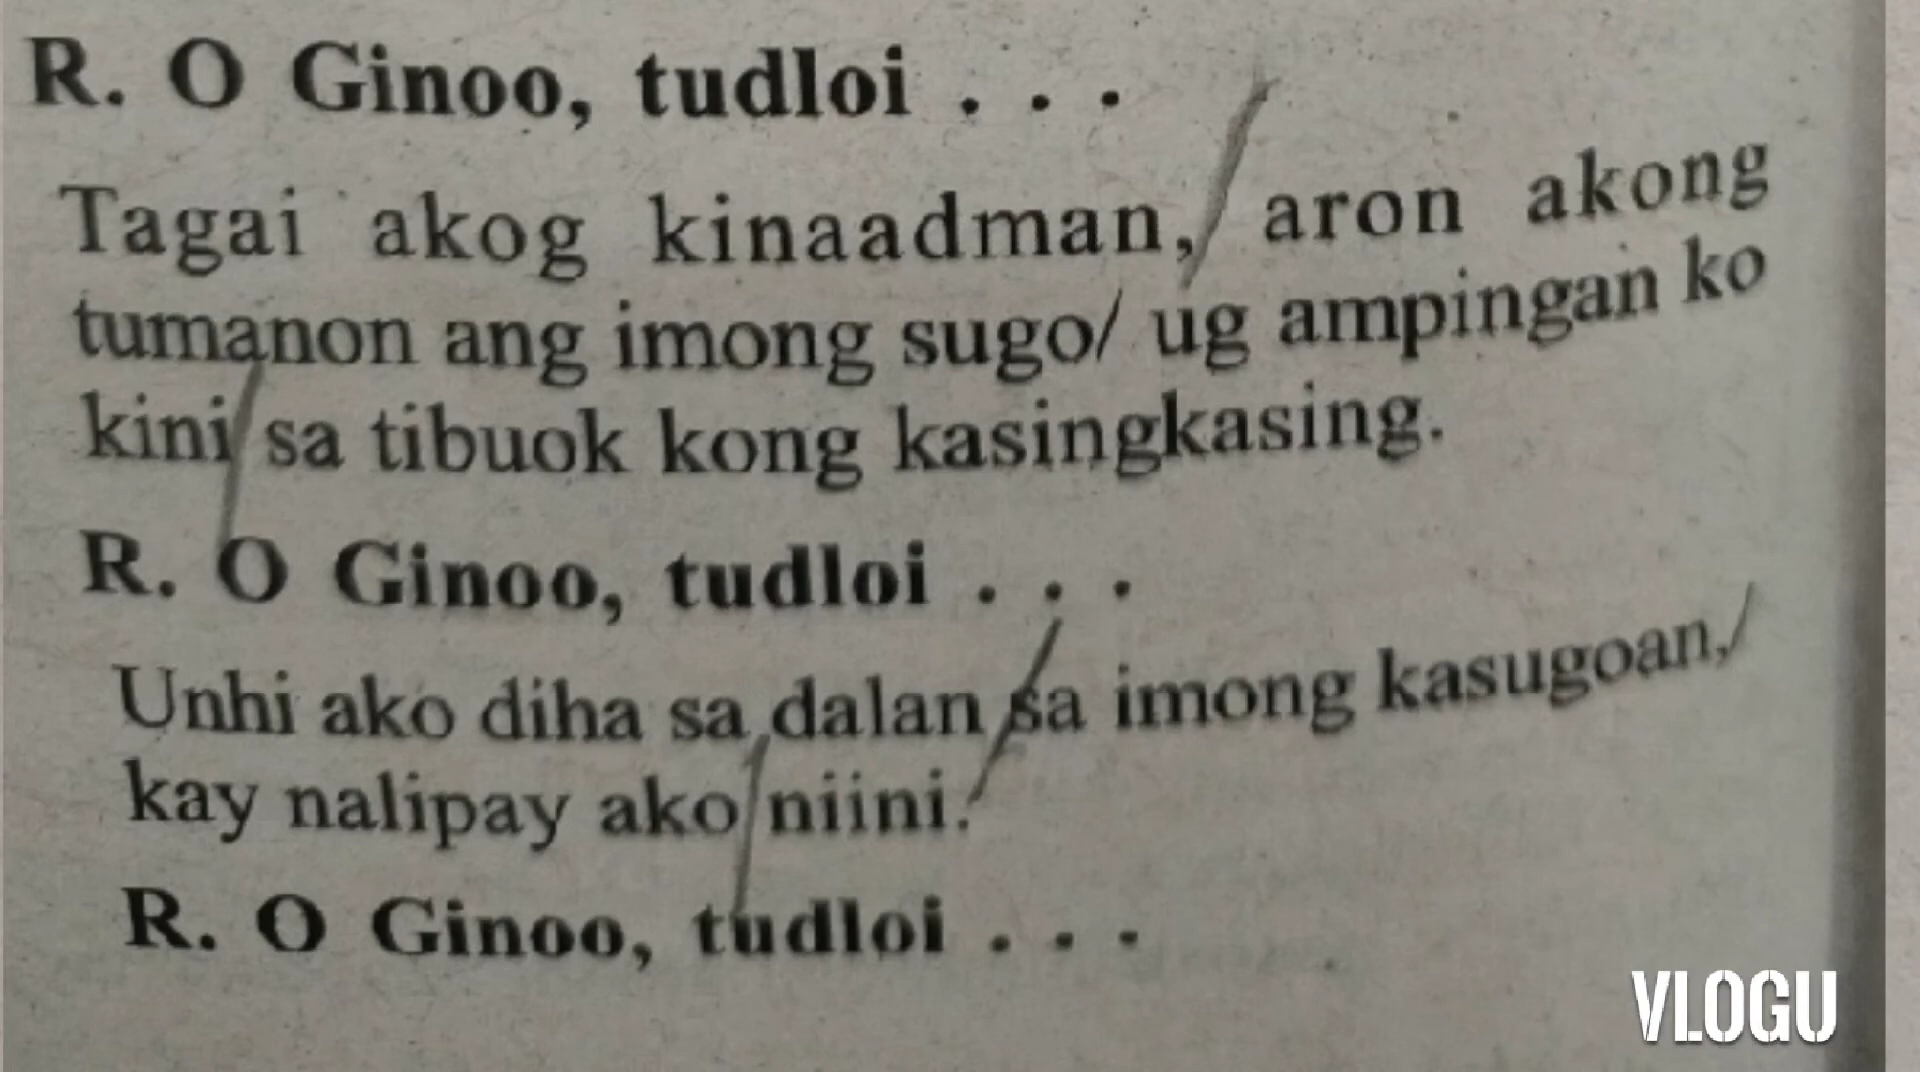 R. O Ginoo, tudloi . . .
Tagai akog kinaadman, / aron akong
tumanon ang imong sugo/ ug ampingan ko
kini / sa tibuok kong kasingkasing.
R. O Ginoo, tudloi . . .
Unhi ako diha sa dalan / sa imong kasugoan, /
kay nalipay ako / niini.
R. O Ginoo, tudloi . . .
VLOGU